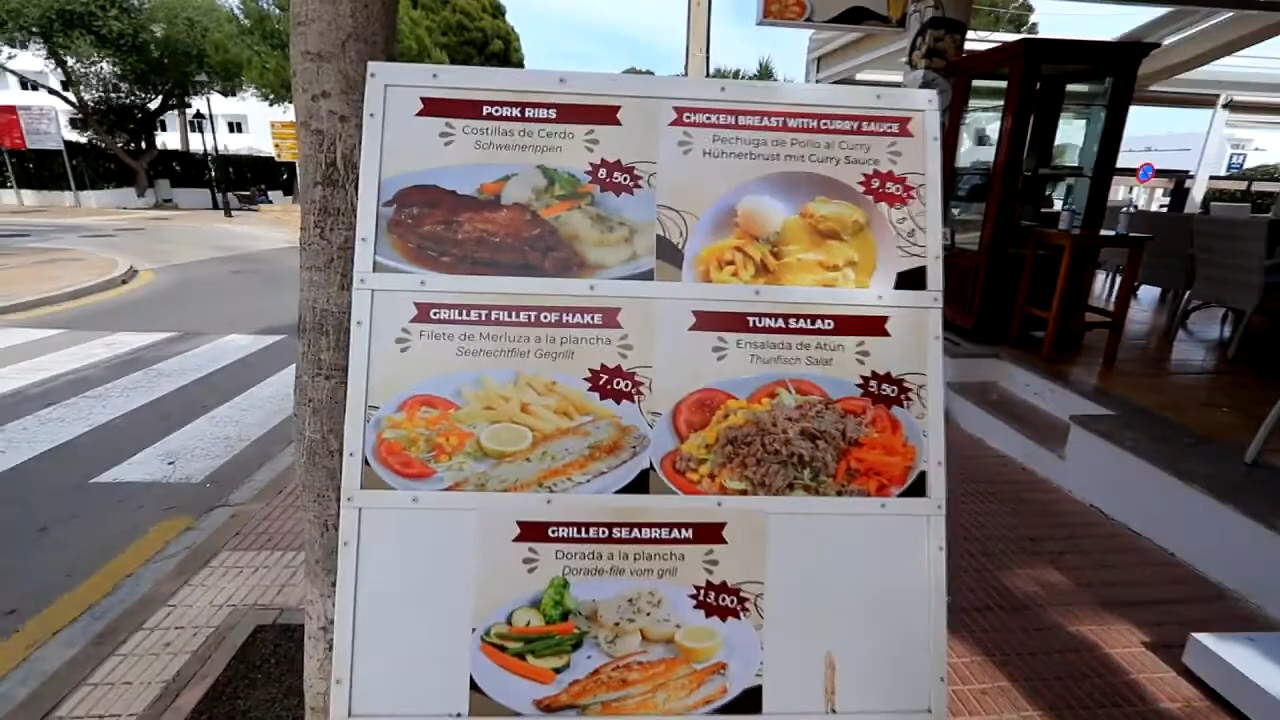 PORK RIBS
Costillas de Cerdo
Schweinerippen
8,50€
CHICKEN BREAST WITH CURRY SAUCE
Pechuga de Pollo al Curry
Hühnerbrust mit Curry Sauce
9,50€
GRILLET FILLET OF HAKE
Filete de Merluza a la plancha
Seehechtfilet Gegrillt
7,00€
TUNA SALAD
Ensalada de Atún
Thunfisch Salat
5,50
GRILLED SEABREAM
Dorada a la plancha
Dorade-file vom grill
13,00€